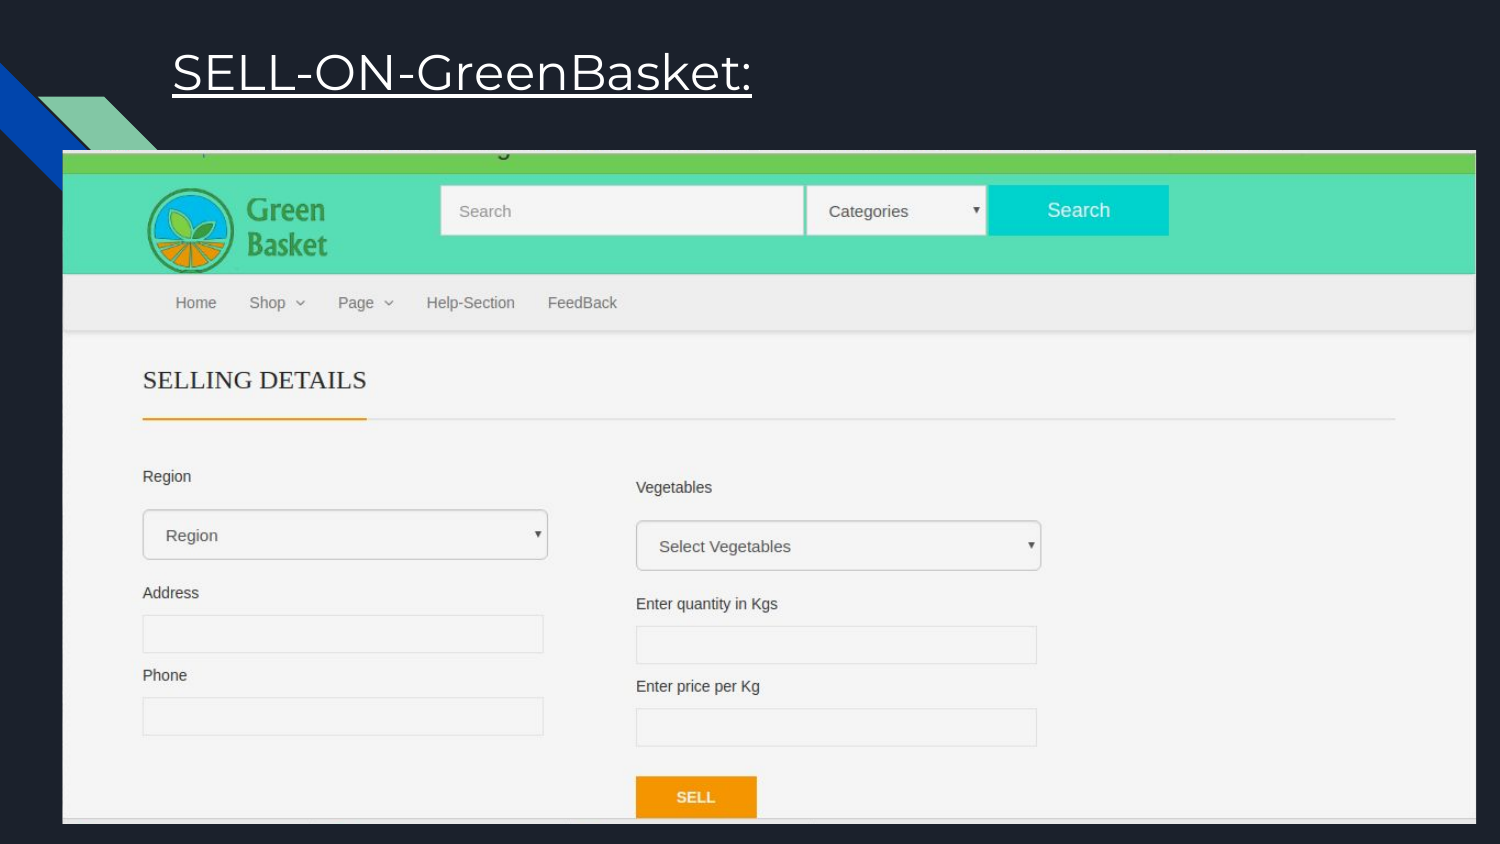 SELL-ON-GreenBasket:
Green
Basket
Search
Categories
Search
Home
Shop
Page
Help-Section
FeedBack
SELLING DETAILS
Region
Region
Address
Phone
Vegetables
Select Vegetables
Enter quantity in Kgs
Enter price per Kg
SELL